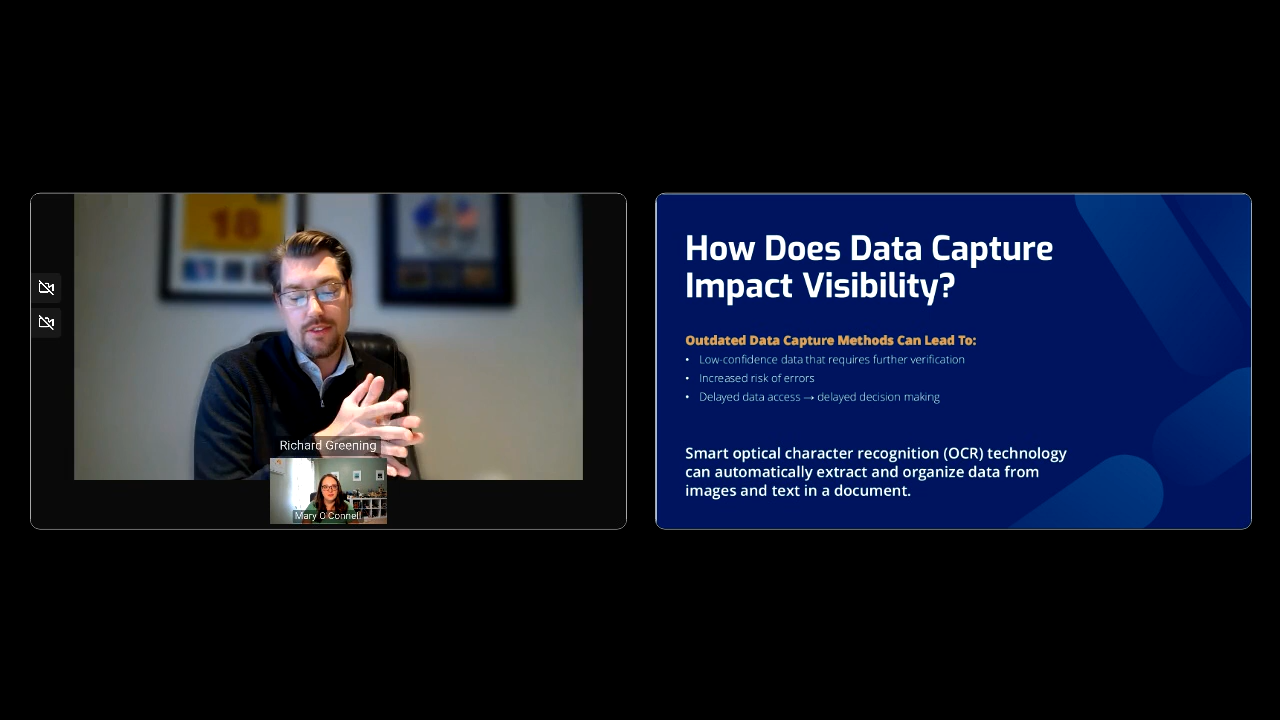 18
Richard Greening
Mary O Connell
How Does Data Capture
Impact Visibility?
Outdated Data Capture Methods Can Lead To:
• Low-confidence data that requires further verification
• Increased risk of errors
• Delayed data access → delayed decision making
Smart optical character recognition (OCR) technology
can automatically extract and organize data from
images and text in a document.